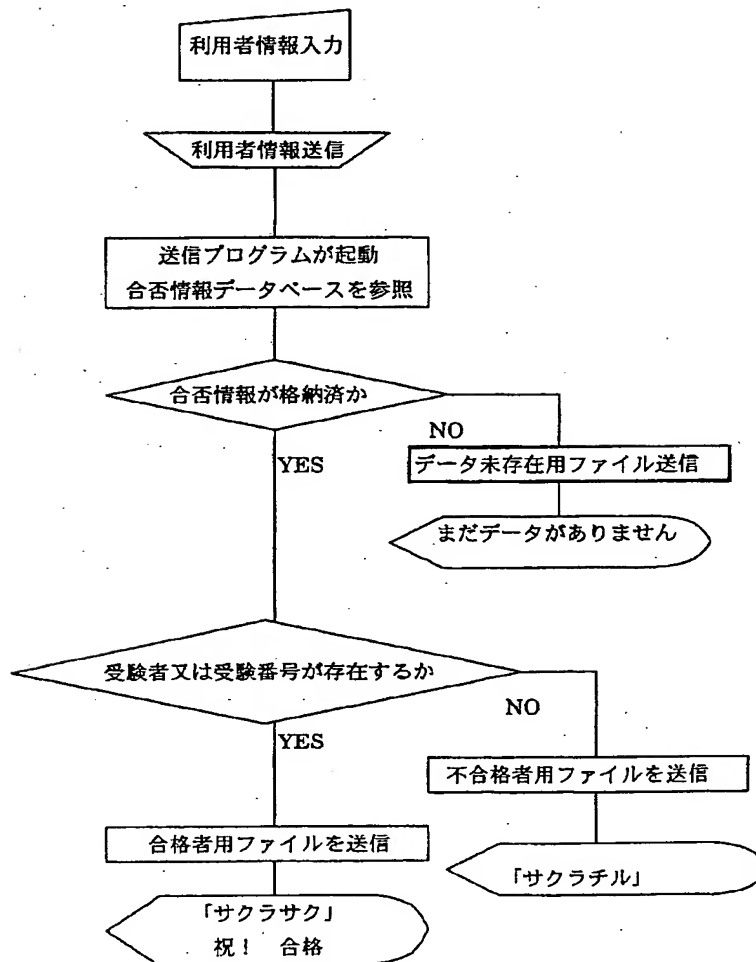 利用者情報入力
利用者情報送信
送信プログラムが起動
合否情報データベースを参照
合否情報が格納済か
NO
YES
データ未存在用ファイル送信
まだデータがありません
受験者又は受験番号が存在するか
NO
YES
不合格者用ファイルを送信
合格者用ファイルを送信
「サクラチル」
「サクラサク」
祝！ 合格